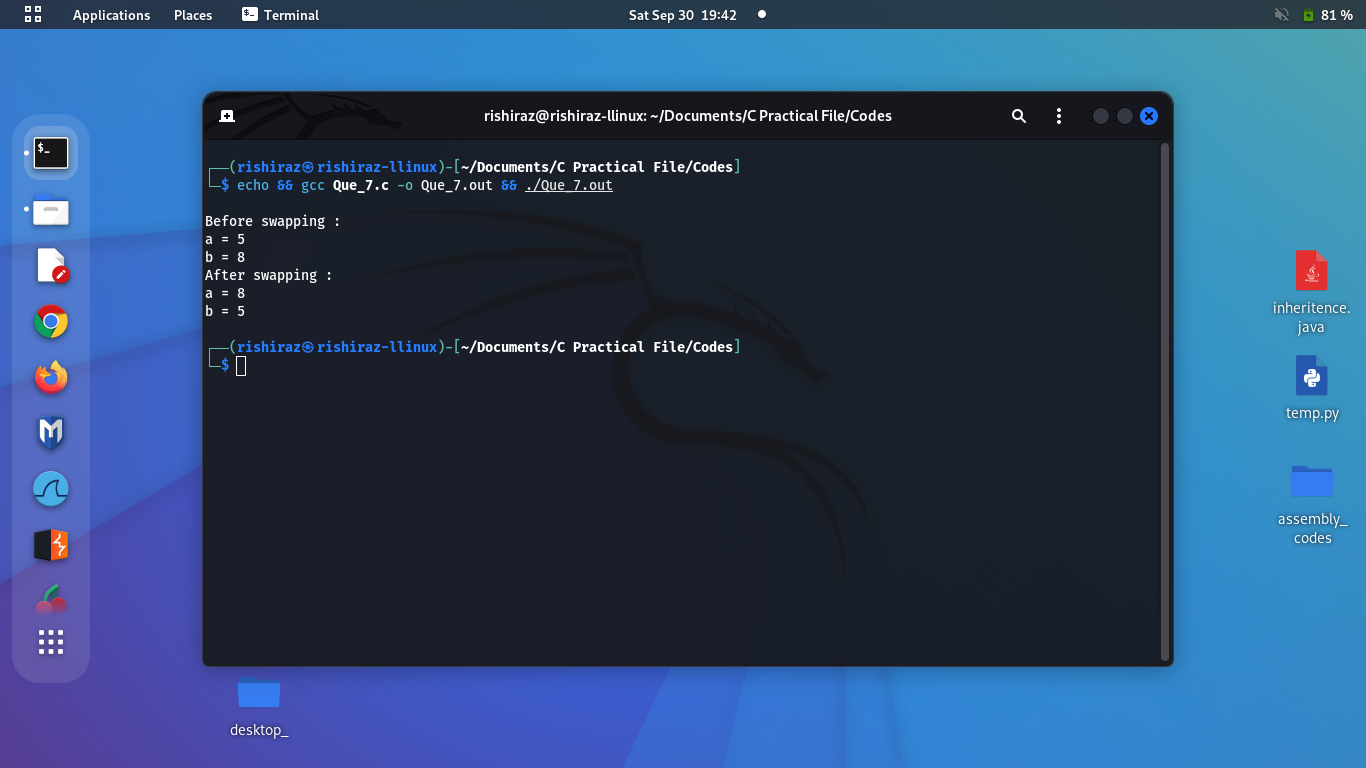 Applications Places Terminal Sat Sep 30 19:42 81 %
rishiraz@rishiraz-llinux: ~/Documents/C Practical File/Codes
┌──(rishiraz㉿rishiraz-llinux)-[~/Documents/C Practical File/Codes]
└─$ echo && gcc Que_7.c -o Que_7.out && ./Que_7.out
Before swapping :
a = 5
b = 8
After swapping :
a = 8
b = 5
┌──(rishiraz㉿rishiraz-llinux)-[~/Documents/C Practical File/Codes]
└─$
$_
inheritence.
java
temp.py
assembly_
codes
desktop_